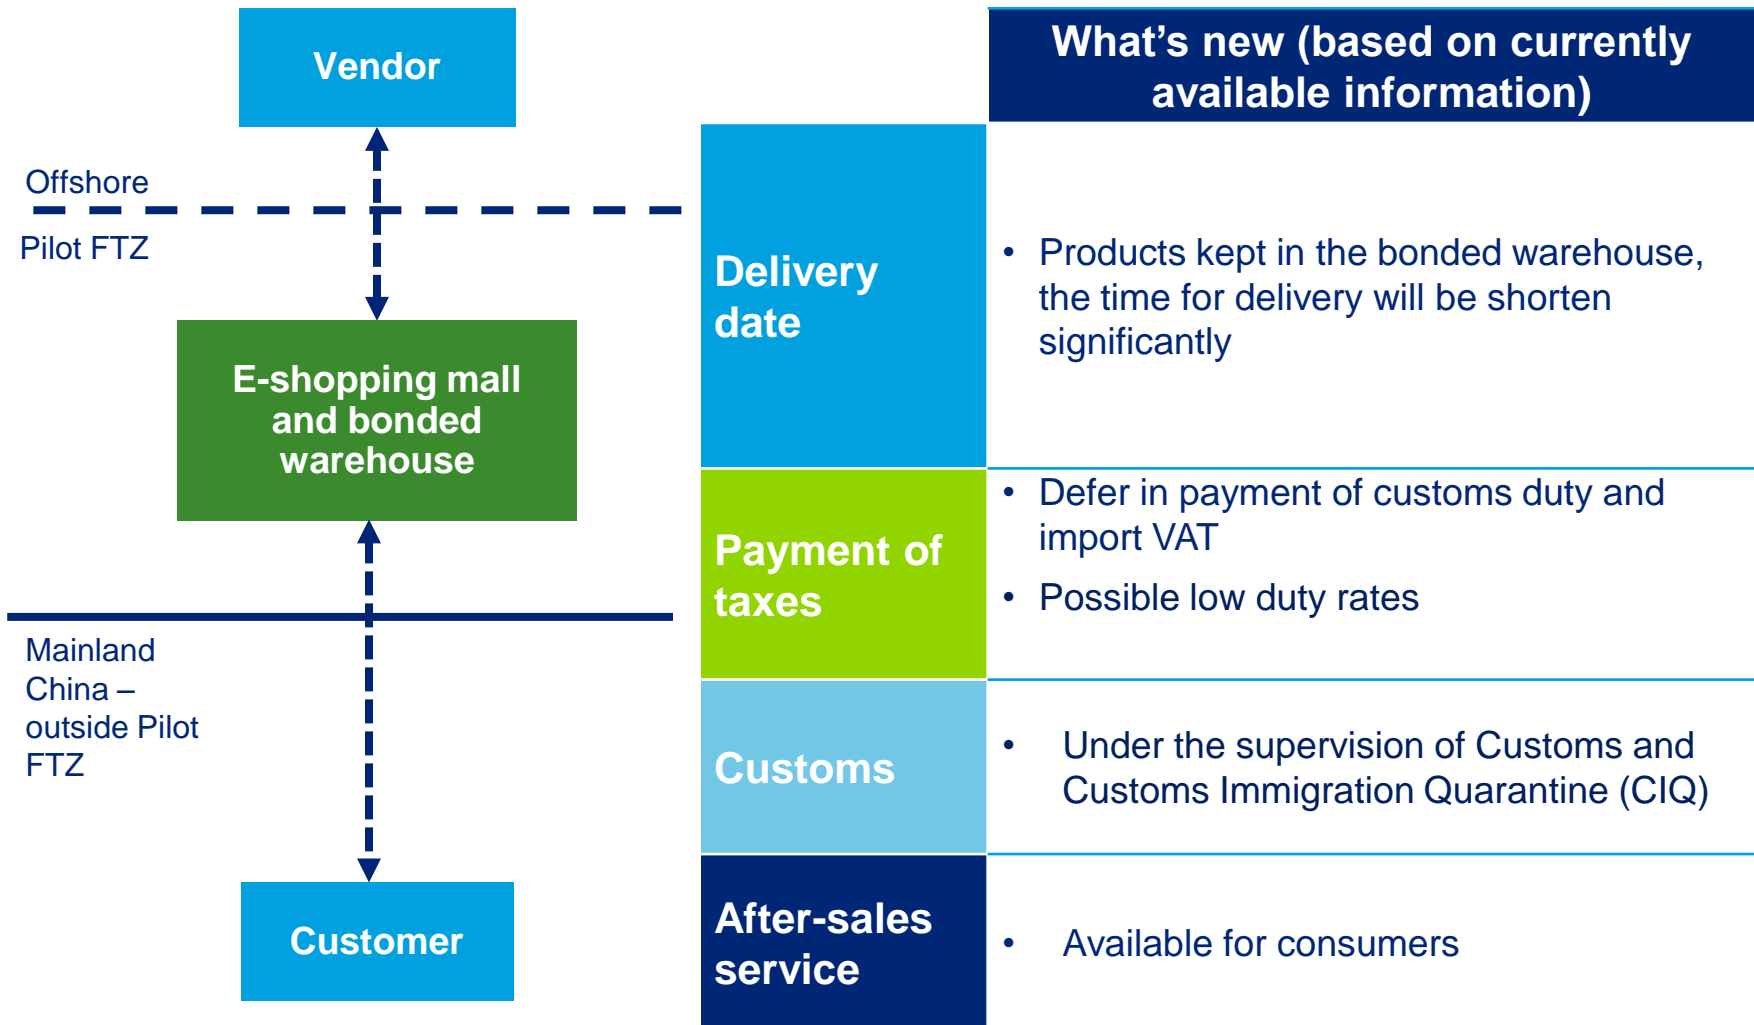 Vendor
Offshore
Pilot FTZ
E-shopping mall
and bonded
warehouse
Mainland
China –
outside Pilot
FTZ
Customer
What’s new (based on currently
available information)
Delivery
date
• Products kept in the bonded warehouse,
the time for delivery will be shorten
significantly
Payment of
taxes
• Defer in payment of customs duty and
import VAT
• Possible low duty rates
Customs
• Under the supervision of Customs and
Customs Immigration Quarantine (CIQ)
After-sales
service
• Available for consumers